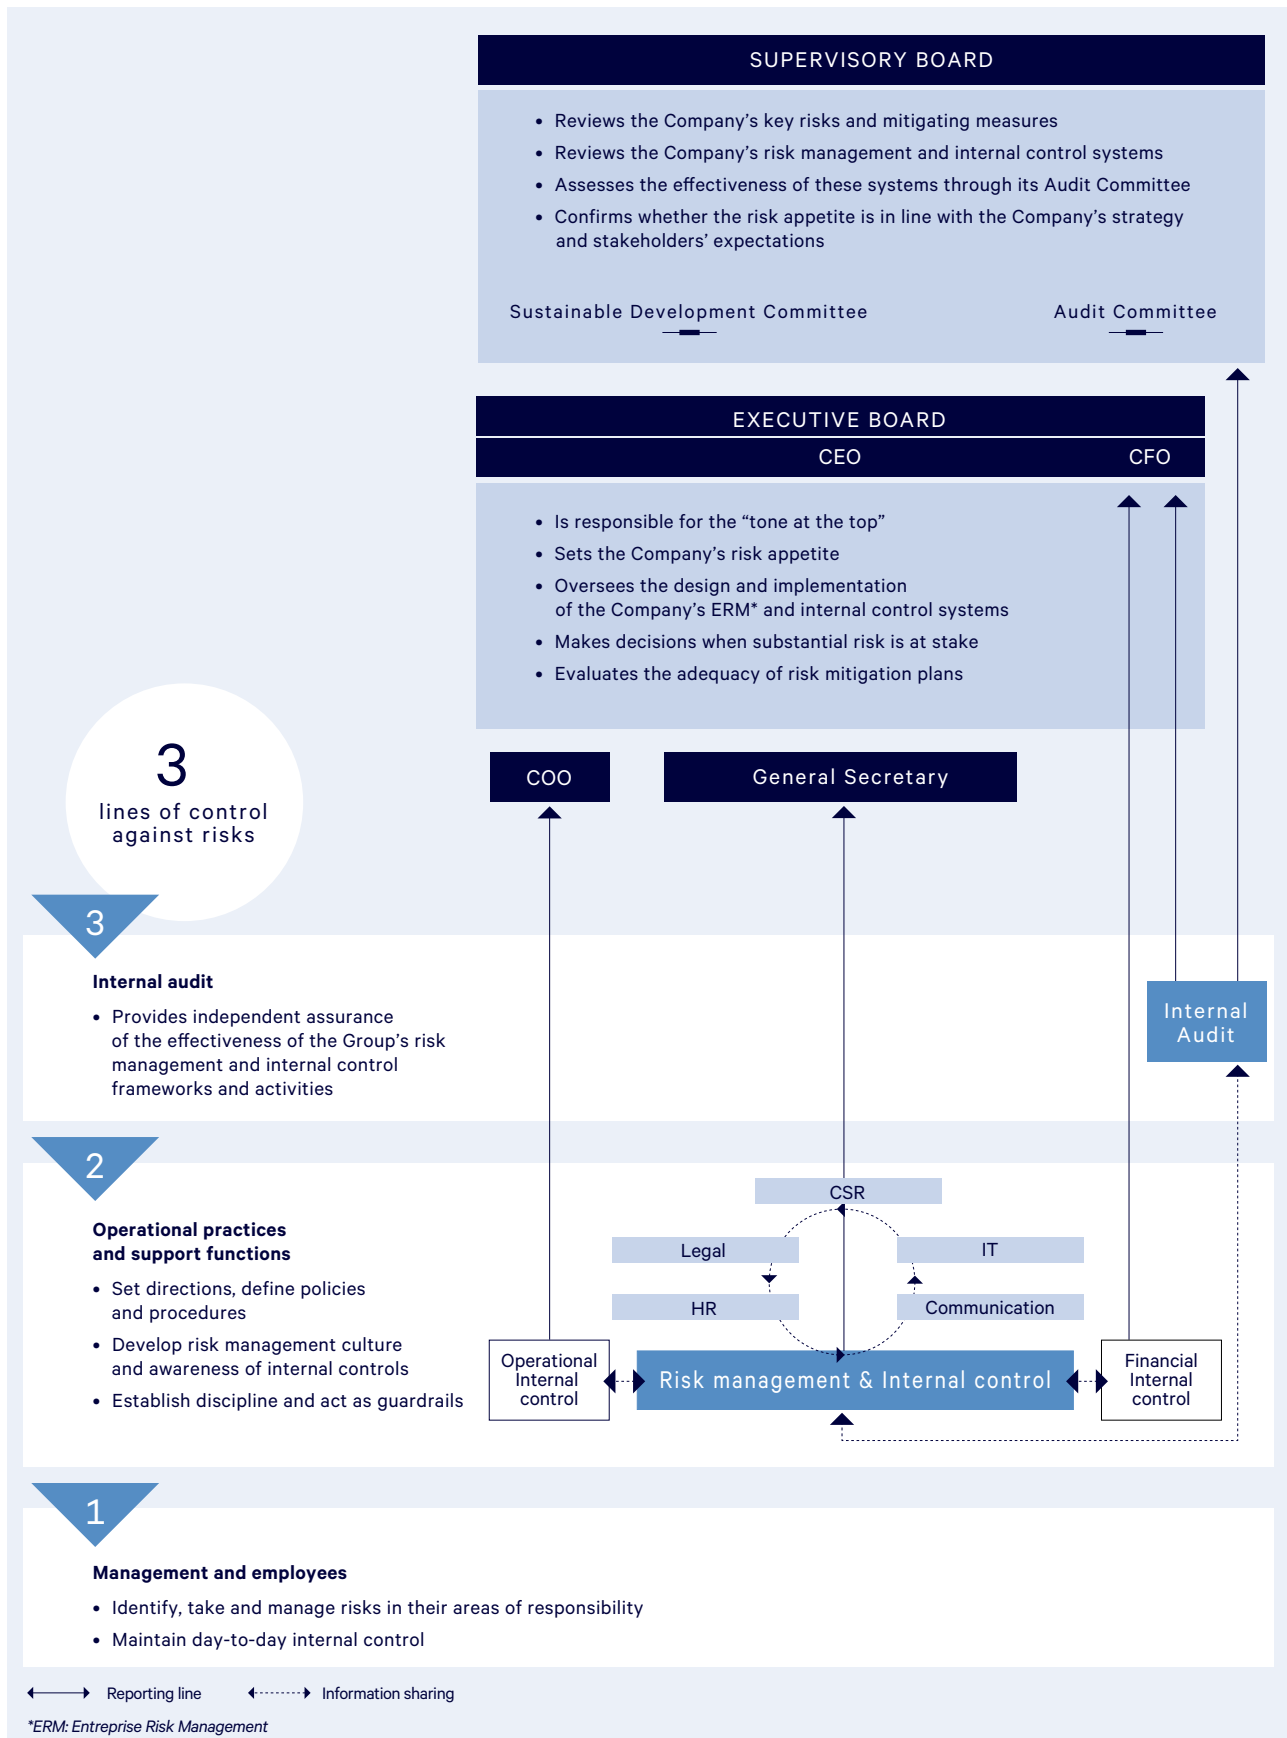 SUPERVISORY BOARD
• Reviews the Company’s key risks and mitigating measures
• Reviews the Company’s risk management and internal control systems
• Assesses the effectiveness of these systems through its Audit Committee
• Confirms whether the risk appetite is in line with the Company’s strategy
and stakeholders’ expectations
Sustainable Development Committee
Audit Committee
EXECUTIVE BOARD
CEO
CFO
• Is responsible for the “tone at the top”
• Sets the Company’s risk appetite
• Oversees the design and implementation
of the Company’s ERM* and internal control systems
• Makes decisions when substantial risk is at stake
• Evaluates the adequacy of risk mitigation plans
COO
General Secretary
3
lines of control
against risks
3
Internal audit
• Provides independent assurance
of the effectiveness of the Group’s risk
management and internal control
frameworks and activities
Internal
Audit
2
Operational practices
and support functions
• Set directions, define policies
and procedures
• Develop risk management culture
and awareness of internal controls
• Establish discipline and act as guardrails
CSR
Legal
IT
HR
Communication
Operational
Internal
control
Risk management & Internal control
Financial
Internal
control
1
Management and employees
• Identify, take and manage risks in their areas of responsibility
• Maintain day-to-day internal control
Reporting line
Information sharing
*ERM: Entreprise Risk Management